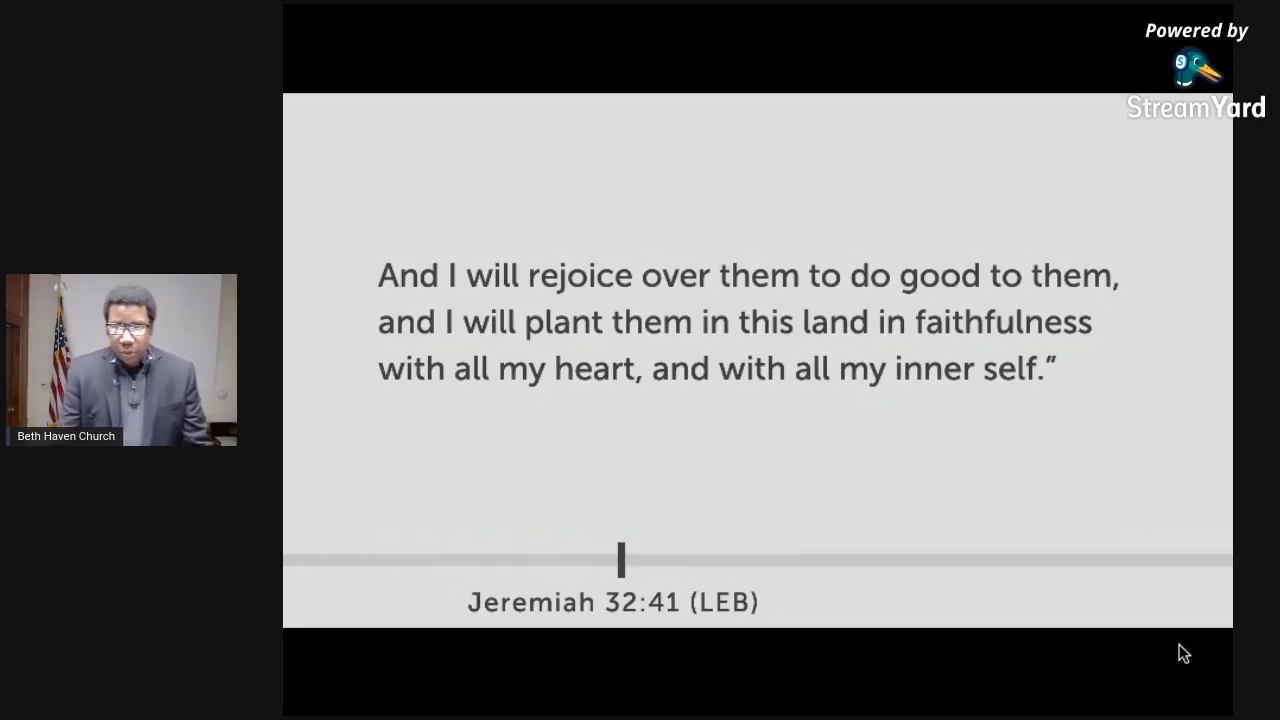 Powered by
StreamYard
And I will rejoice over them to do good to them,
and I will plant them in this land in faithfulness
with all my heart, and with all my inner self.”
Beth Haven Church
Jeremiah 32:41 (LEB)